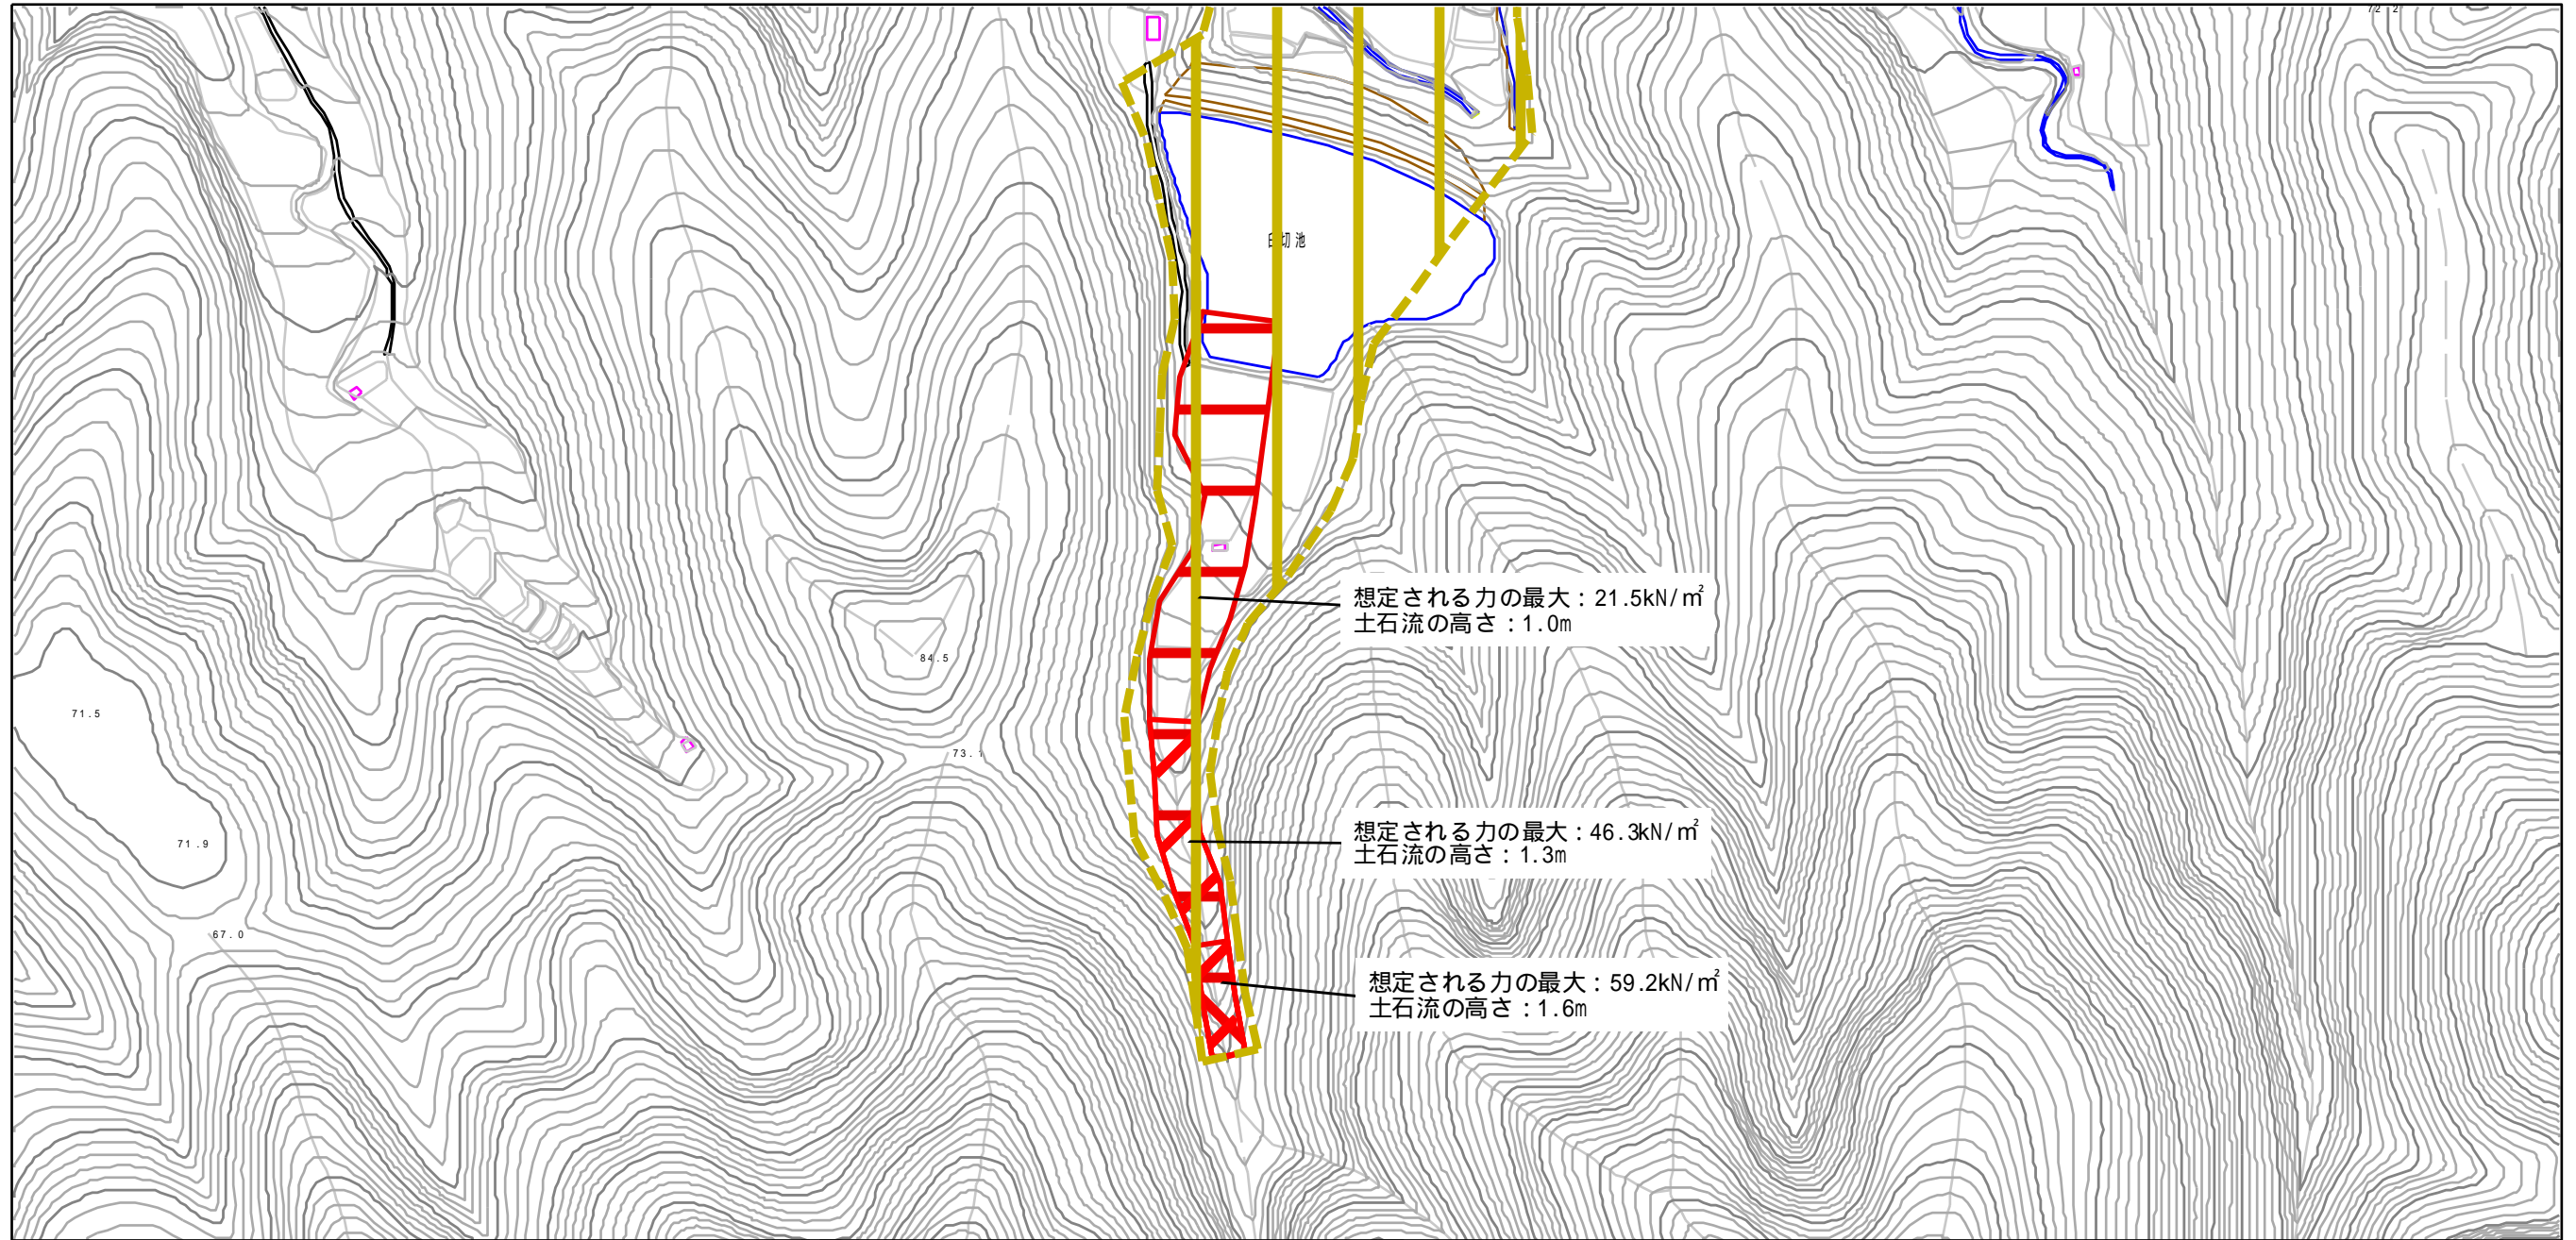 想定される力の最大：21.5kN/㎡
土石流の高さ：1.0m
84.5
71.5
73.1
想定される力の最大：46.3kN/㎡
土石流の高さ：1.3m
71.9
67.0
想定される力の最大：59.2kN/㎡
土石流の高さ：1.6m